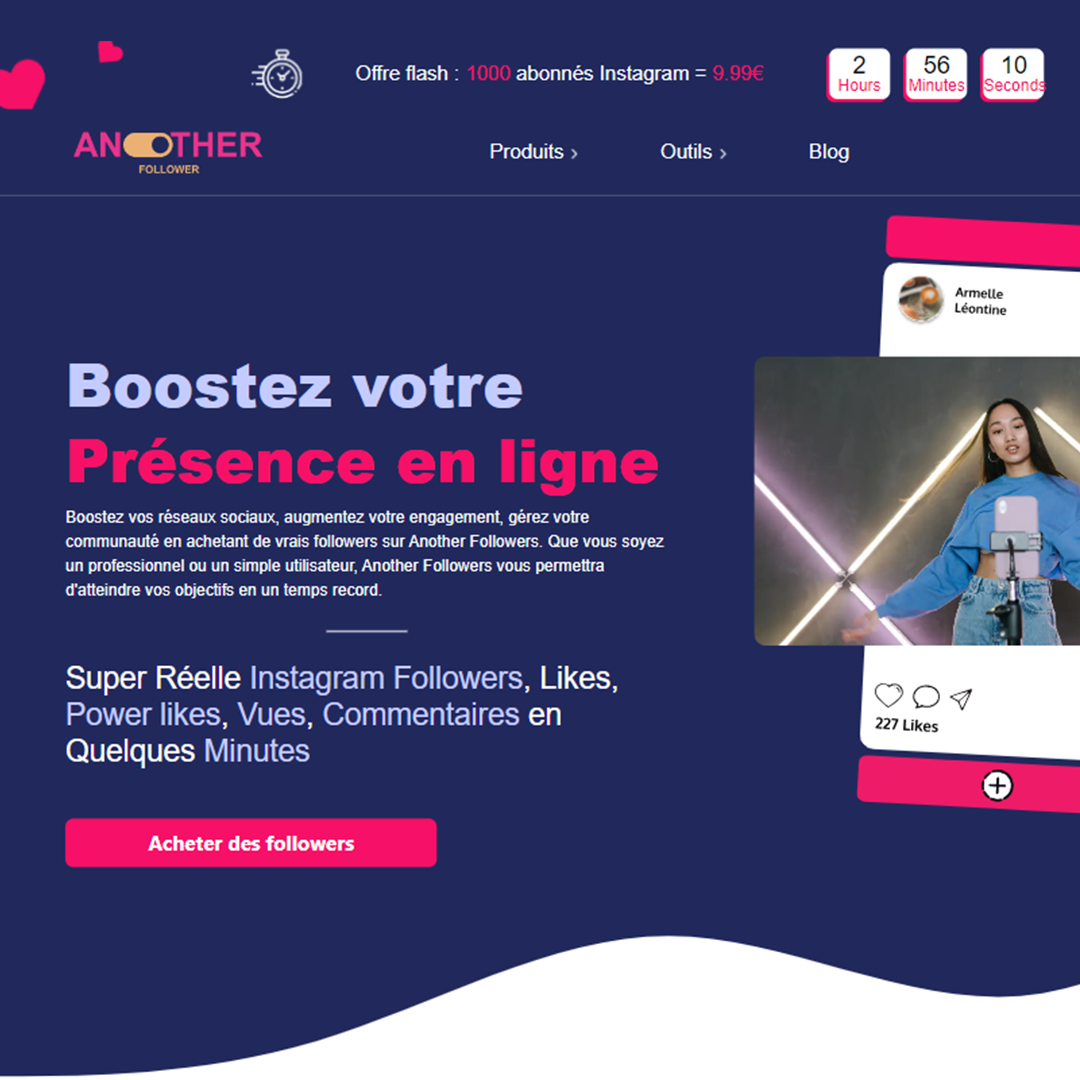 Offre flash : 1000 abonnés Instagram = 9.99€
2 Hours
56 Minutes
10 Seconds
ANOTHER
FOLLOWER
Produits
Outils
Blog
Armelle
Léontine
Boostez votre
Présence en ligne
Boostez vos réseaux sociaux, augmentez votre engagement, gérez votre
communauté en achetant de vrais followers sur Another Followers. Que vous soyez
un professionnel ou un simple utilisateur, Another Followers vous permettra
d'atteindre vos objectifs en un temps record.
Super Réelle Instagram Followers, Likes,
Power likes, Vues, Commentaires en
Quelques Minutes
227 Likes
Acheter des followers